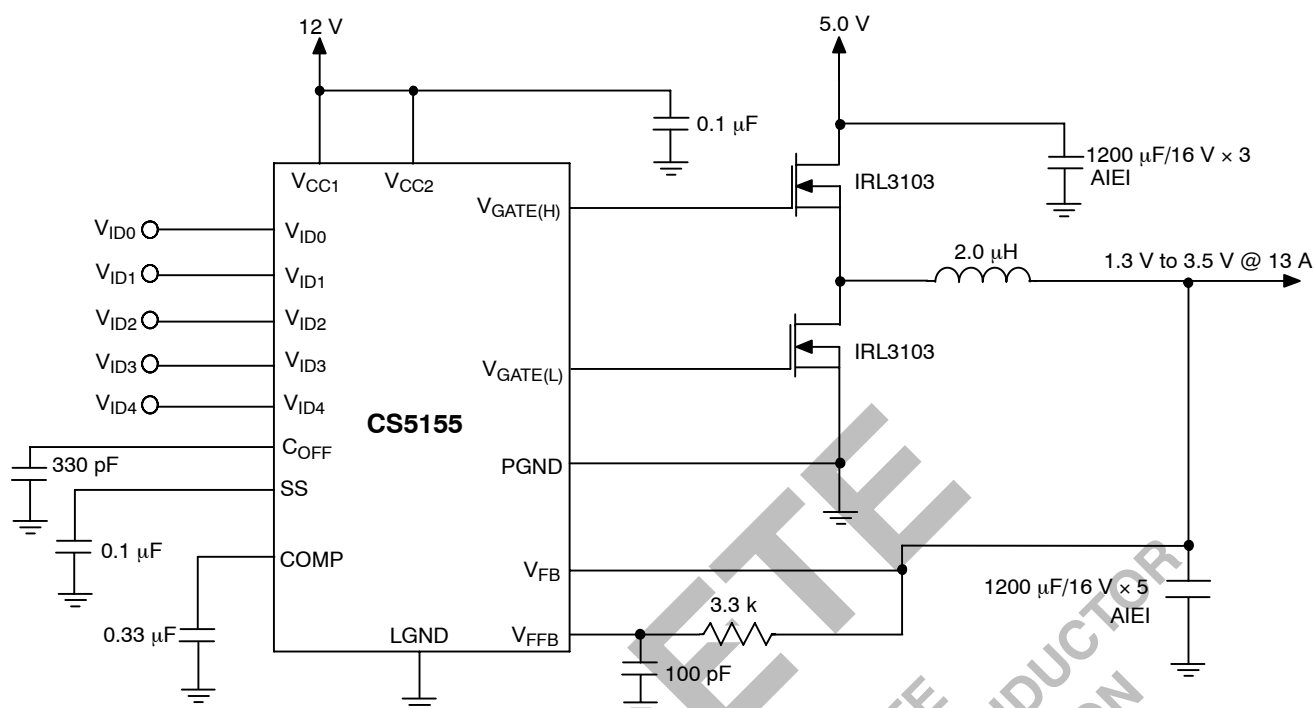 12 V
5.0 V
0.1 μF
1200 μF/16 V × 3
AIEI
VCC1
VCC2
IRL3103
VGATE(H)
VID0
VID0
2.0 μH
1.3 V to 3.5 V @ 13 A
VID1
VID1
VID2
VID2
VID3
VID3
VGATE(L)
IRL3103
VID4
VID4
CS5155
COFF
330 pF
PGND
SS
0.1 μF
COMP
VFB
1200 μF/16 V × 5
AIEI
3.3 k
0.33 μF
LGND
VFFB
100 pF
ETE